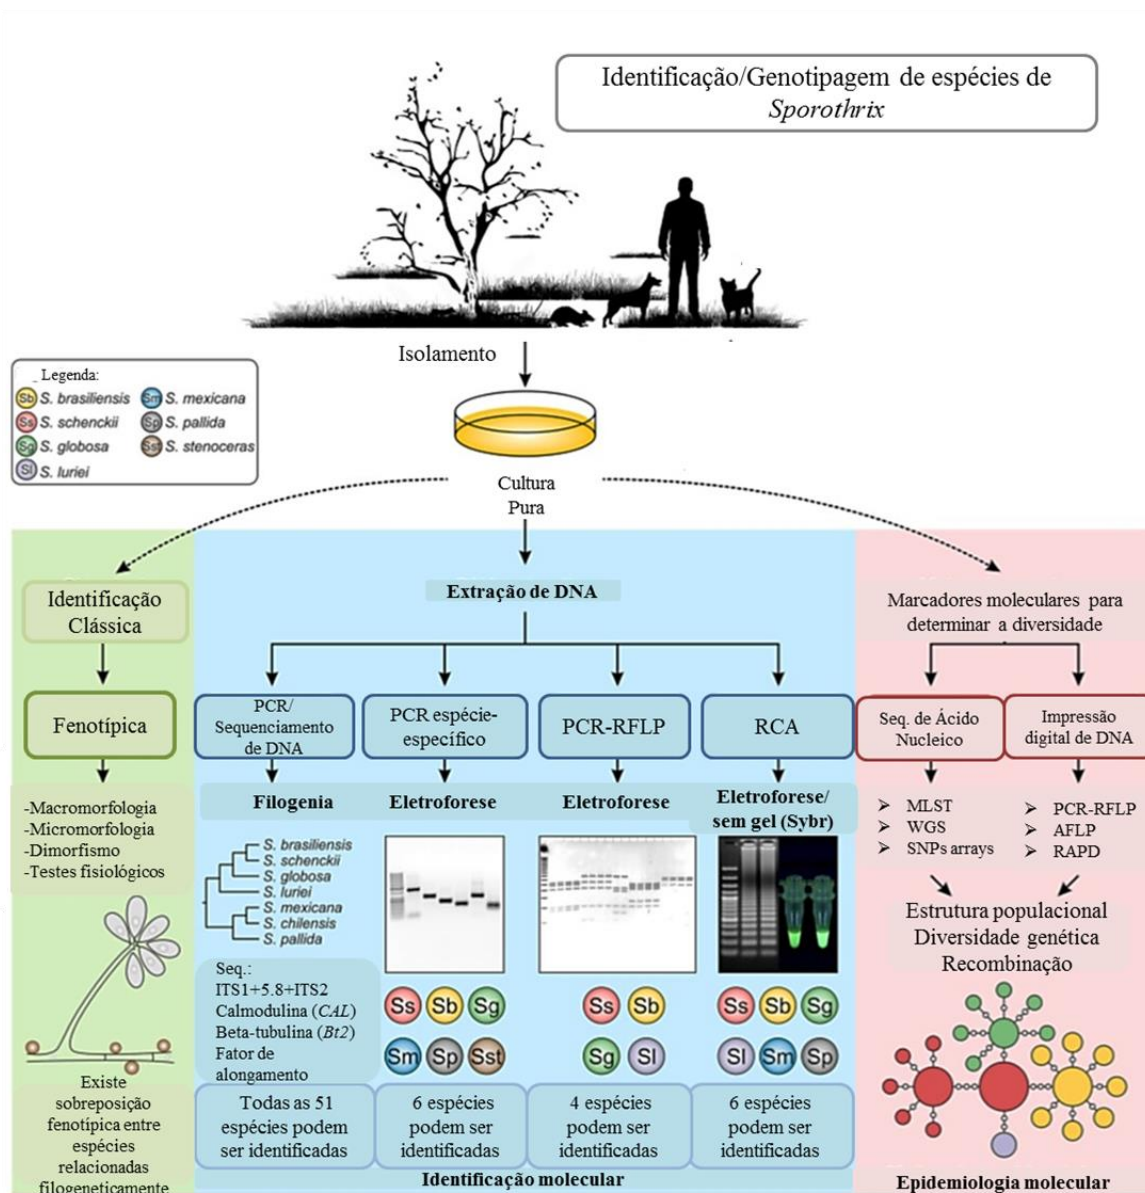 Identificação/Genotipagem de espécies de
Sporothrix
Isolamento
Legenda:
Sb S. brasiliensis
Sm S. mexicana
Ss S. schenckii
Sp S. pallida
Sg S. globosa
Sst S. stenoceras
Sl S. luriei
Cultura
Pura
Identificação
Clássica
Fenotípica
-Macromorfologia
-Micromorfologia
-Dimorfismo
-Testes fisiológicos
Existe
sobreposição
fenotípica entre
espécies
relacionadas
filogeneticamente
Extração de DNA
PCR/
Sequenciamento
de DNA
Filogenia
S. brasiliensis
S. schenckii
S. globosa
S. luriei
S. mexicana
S. chilensis
S. pallida
Seq.:
ITS1+5.8+ITS2
Calmodulina (CAL)
Beta-tubulina (Bt2)
Fator de
alongamento
Todas as 51
espécies podem
ser identificadas
PCR espécie-
específico
Eletroforese
Ss Sb Sg
Sm Sp Sst
6 espécies
podem ser
identificadas
PCR-RFLP
Eletroforese
Ss Sb
Sg Sl
4 espécies
podem ser
identificadas
RCA
Eletroforese/
sem gel (Sybr)
Ss Sb Sg
Sl Sm Sp
6 espécies
podem ser
identificadas
Identificação molecular
Marcadores moleculares para
determinar a diversidade
Seq. de Ácido
Nucleico
➢ MLST
➢ WGS
➢ SNPs arrays
Impressão
digital de DNA
➢ PCR-RFLP
➢ AFLP
➢ RAPD
Estrutura populacional
Diversidade genética
Recombinação
Epidemiologia molecular